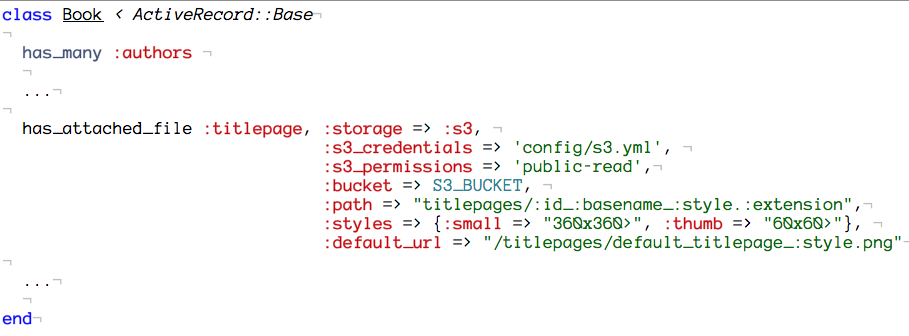 class Book < ActiveRecord::Base¬
¬
  has_many :authors ¬
  ¬
  ...¬
¬
  has_attached_file :titlepage, :storage => :s3, ¬
                                :s3_credentials => 'config/s3.yml', ¬
                                :s3_permissions => 'public-read',¬
                                :bucket => S3_BUCKET, ¬
                                :path => "titlepages/:id_:basename_:style.:extension",¬
                                :styles => {:small => "360x360>", :thumb => "60x60>"}, ¬
                                :default_url => "/titlepages/default_titlepage_:style.png"¬
¬
  ...¬
  ¬
end¬